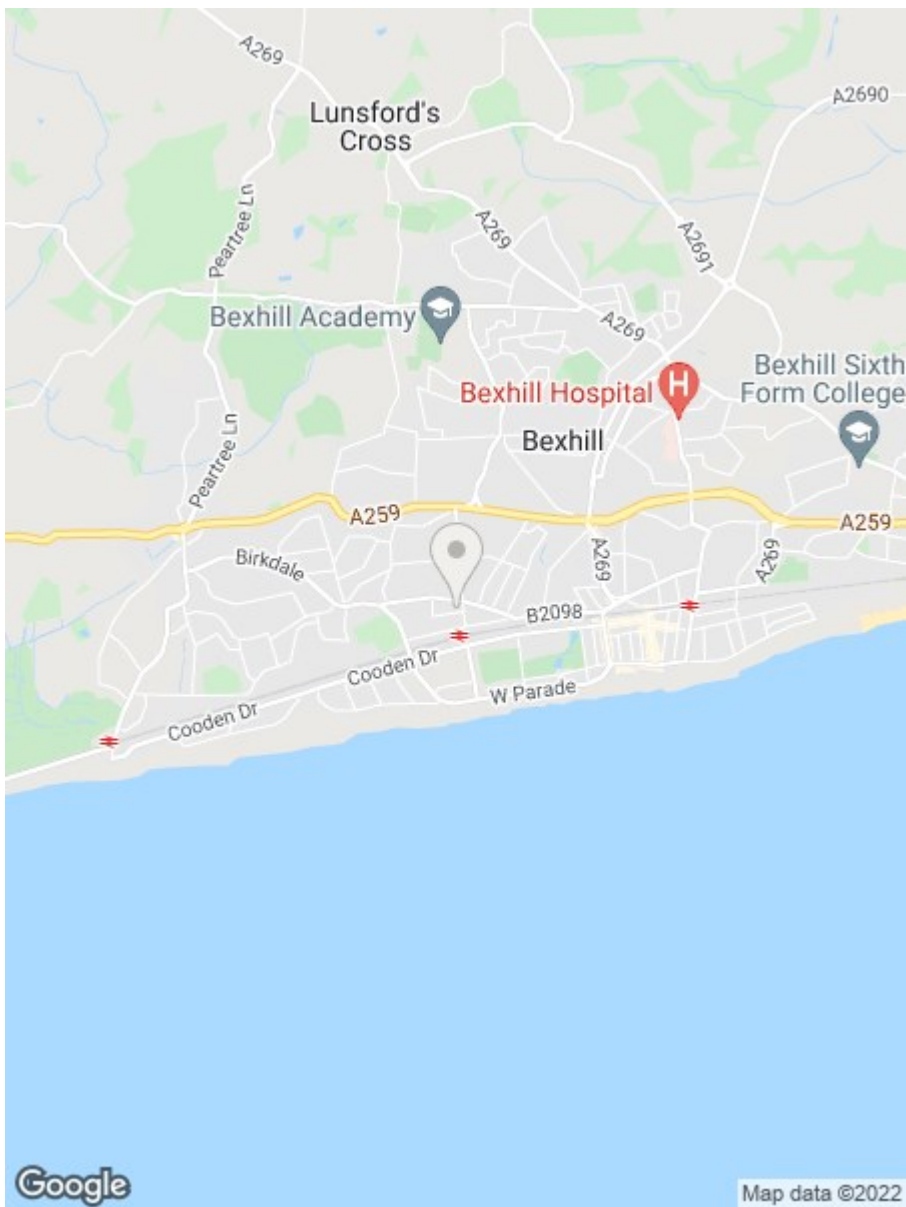 A269
A2690
Lunsford's
Cross
Peartree Ln
A269
A2691
Bexhill Academy
A269
Bexhill Sixth
Form College
Bexhill Hospital
H
Bexhill
Peartree Ln
A259
A259
Birkdale
A269
A269
B2098
Cooden Dr
W Parade
Cooden Dr
Google
Map data ©2022